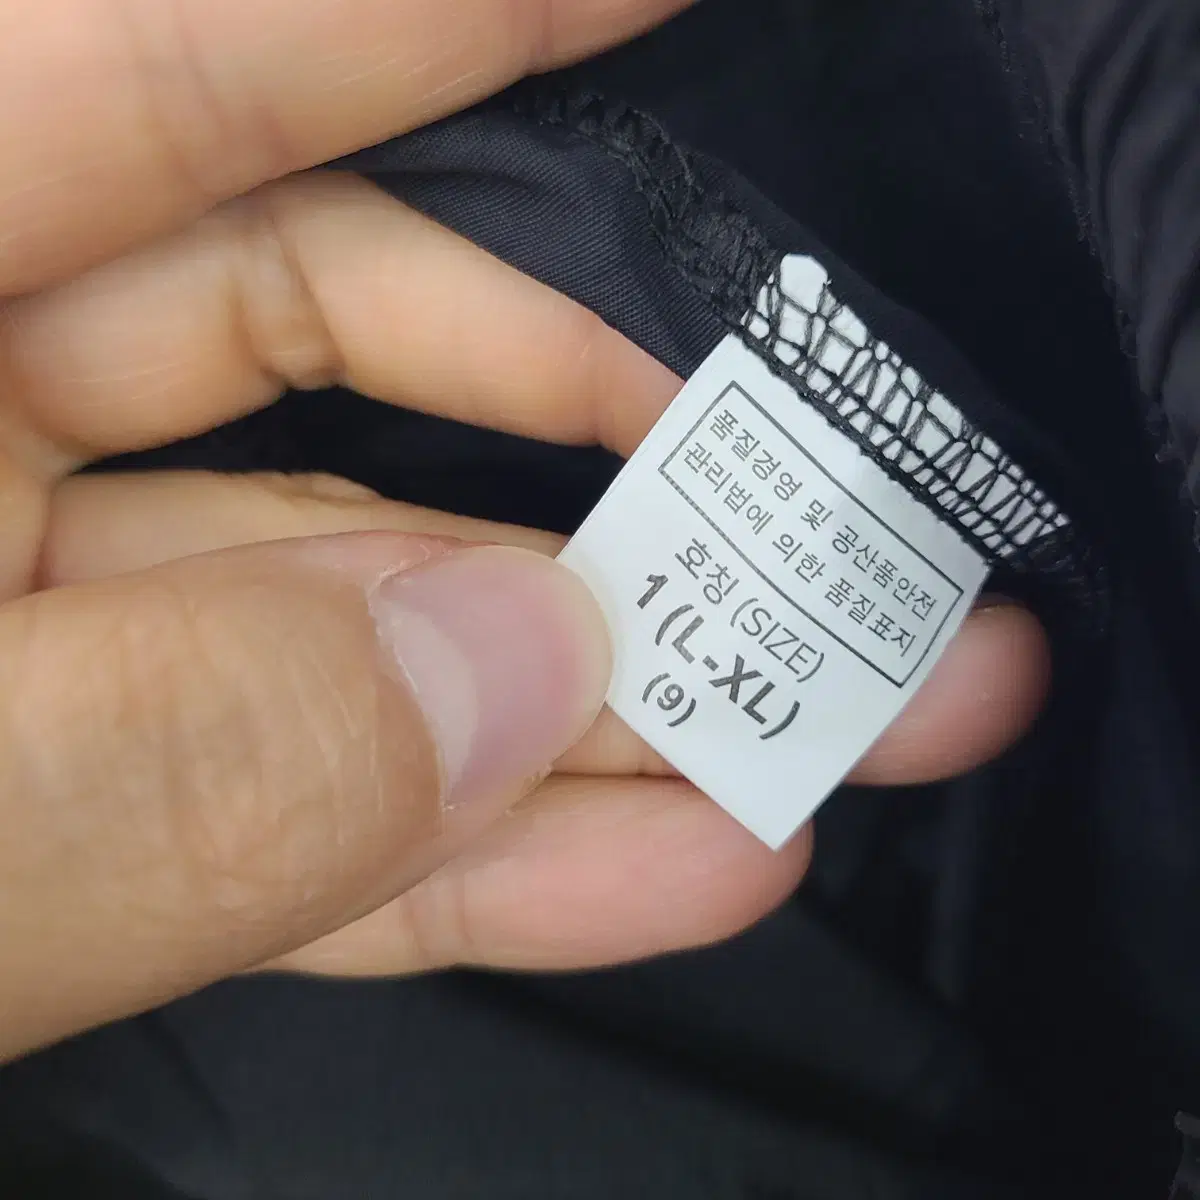 품질경영 및 공산품안전
관리법에 의한 품질표지
호칭(SIZE)
1(L-XL)
(9)